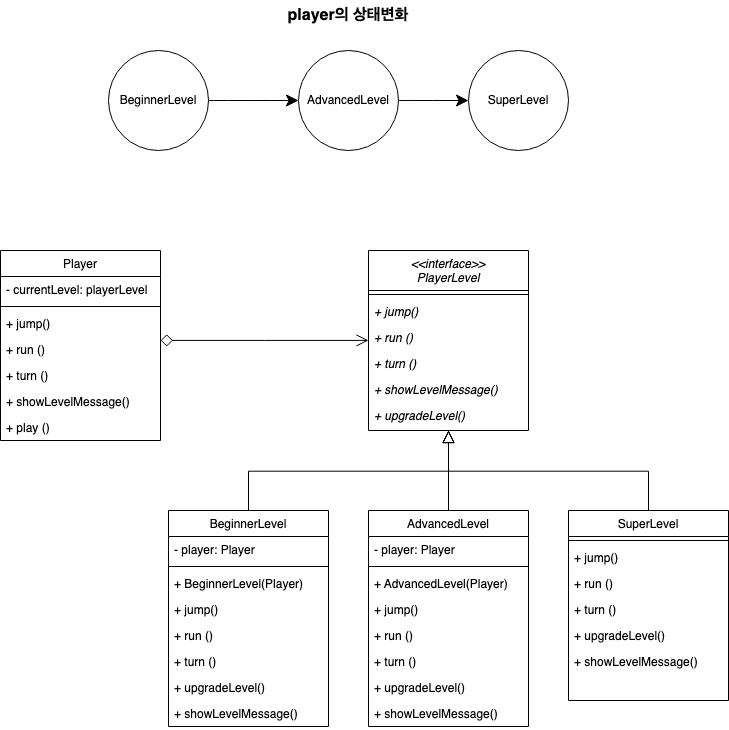 player의 상태변화
BeginnerLevel
AdvancedLevel
SuperLevel
Player
- currentLevel: playerLevel
+ jump()
+ run ()
+ turn ()
+ showLevelMessage()
+ play ()
<<interface>>
PlayerLevel
+ jump()
+ run ()
+ turn ()
+ showLevelMessage()
+ upgradeLevel()
BeginnerLevel
- player: Player
+ BeginnerLevel(Player)
+ jump()
+ run ()
+ turn ()
+ upgradeLevel()
+ showLevelMessage()
AdvancedLevel
- player: Player
+ AdvancedLevel(Player)
+ jump()
+ run ()
+ turn ()
+ upgradeLevel()
+ showLevelMessage()
SuperLevel
+ jump()
+ run ()
+ turn ()
+ upgradeLevel()
+ showLevelMessage()